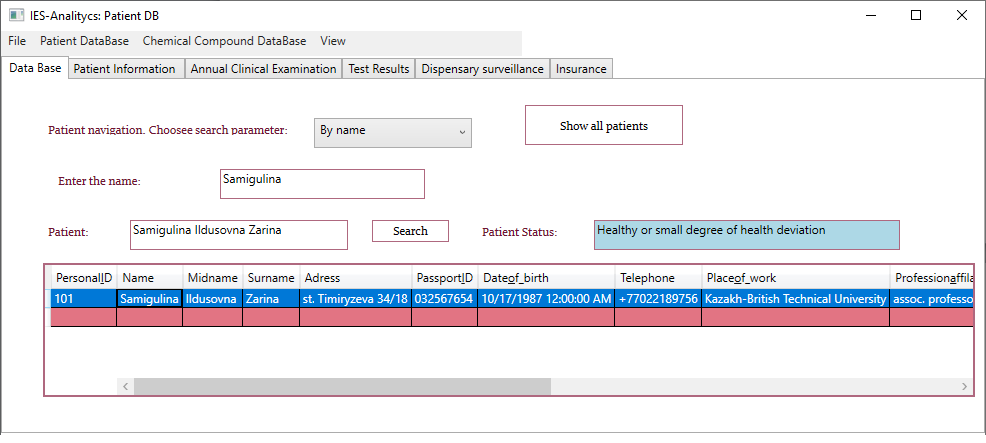 IES-Analitycs: Patient DB
File Patient DataBase Chemical Compound DataBase View
Data Base Patient Information Annual Clinical Examination Test Results Dispensary surveillance Insurance
Patient navigation. Choosee search parameter: By name Show all patients
Enter the name: Samigulina
Patient: Samigulina Ildusovna Zarina Search Patient Status: Healthy or small degree of health deviation
PersonalID Name Midname Surname Adress PassportID Dateof_birth Telephone Placeof_work Professionaffila
101 Samigulina Ildusovna Zarina st. Timiryzeva 34/18 032567654 10/17/1987 12:00:00 AM +77022189756 Kazakh-British Technical University assoc. professo